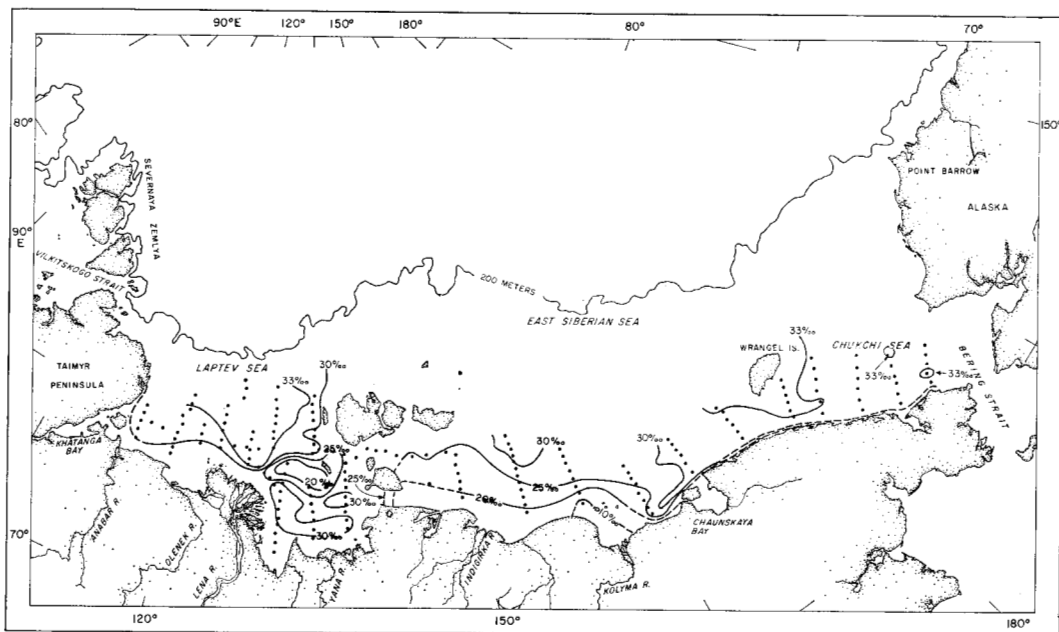 90°E 120° 150° 180° 80° 70°
80°
150°
SEVERNAYA ZEMLYA
POINT BARROW
ALASKA
90°
E
VILKITSKOGO STRAIT
200 METERS
EAST SIBERIAN SEA
33‰
WRANGEL IS.
CHUKCHI SEA
BERING STRAIT
LAPTEV SEA
30‰
33‰
33‰
33‰
TAIMYR
PENINSULA
KHATANGA
BAY
25‰
30‰
30‰
20‰
25‰
20‰
25‰
30‰
10‰
30‰
CHAUNSKAYA
BAY
ANABAR R.
OLENEK R.
LENA R.
YANA R.
INDIGIRKA
KOLYMA R.
70°
120° 150° 180°